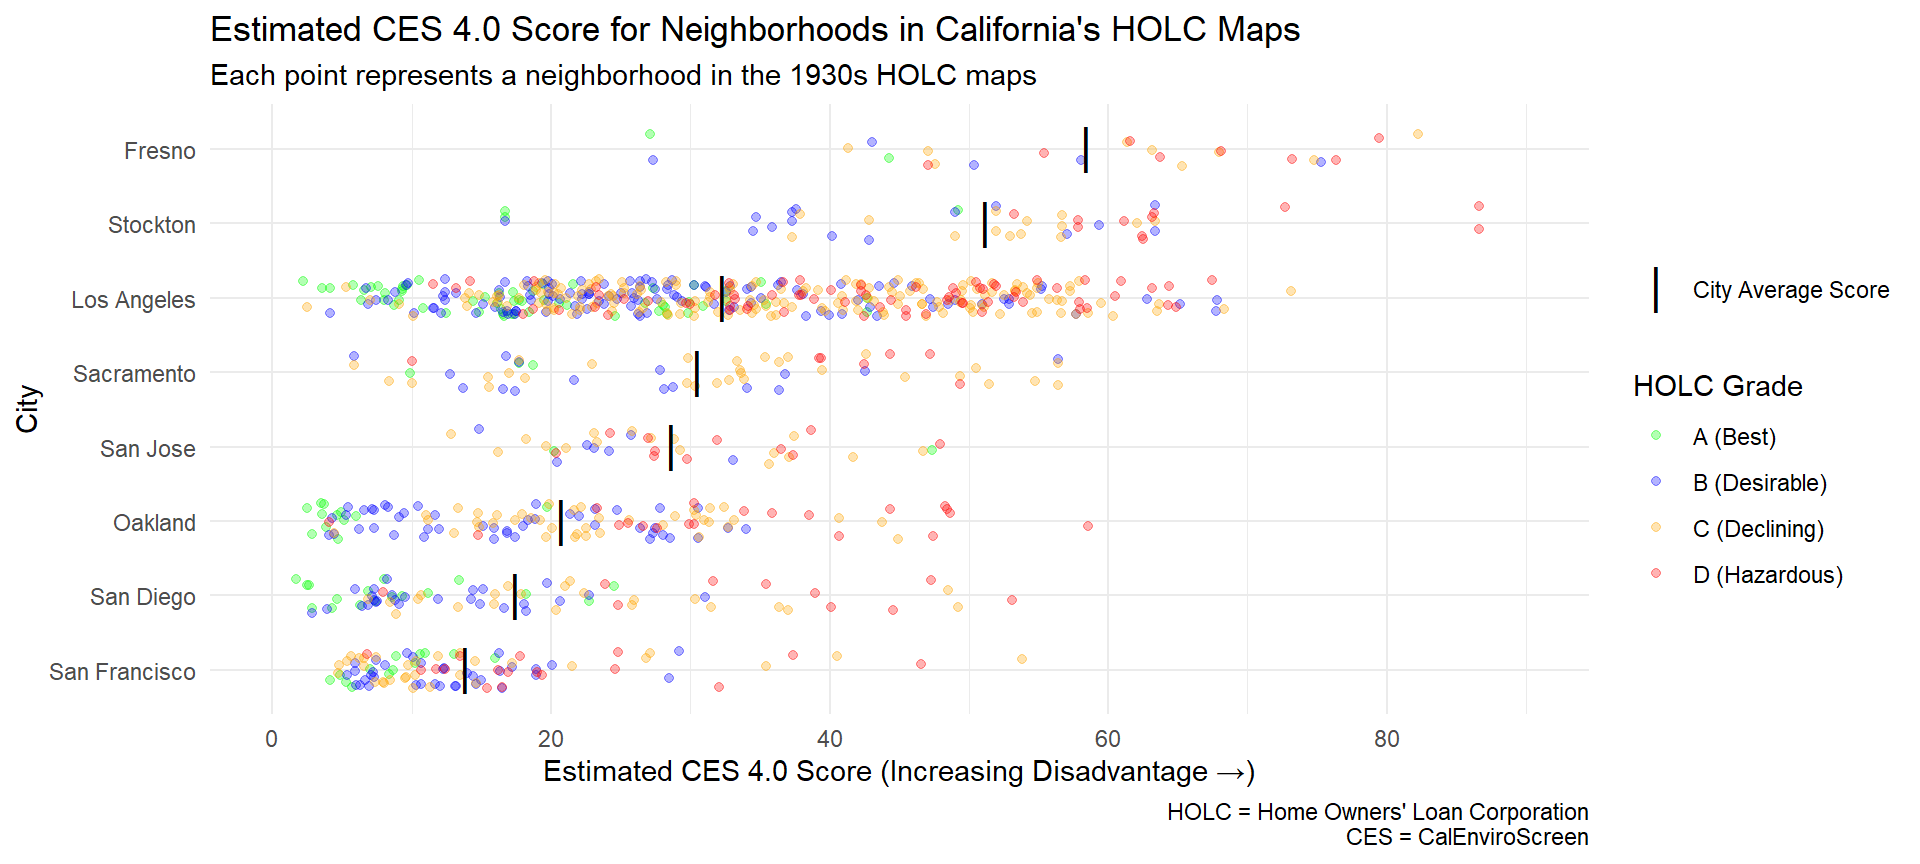 Estimated CES 4.0 Score for Neighborhoods in California's HOLC Maps
Each point represents a neighborhood in the 1930s HOLC maps
City
Fresno
Stockton
Los Angeles
Sacramento
San Jose
Oakland
San Diego
San Francisco
0 20 40 60 80
Estimated CES 4.0 Score (Increasing Disadvantage →)
City Average Score
HOLC Grade
A (Best)
B (Desirable)
C (Declining)
D (Hazardous)
HOLC = Home Owners' Loan Corporation
CES = CalEnviroScreen